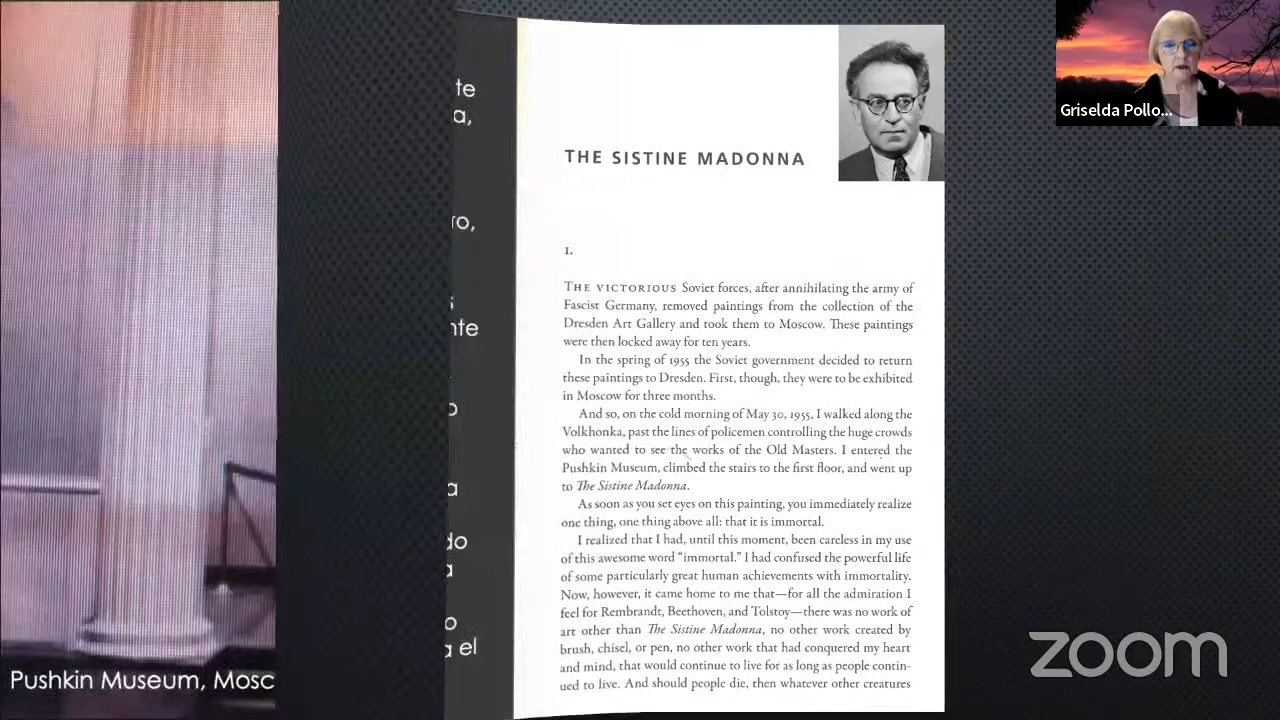 te
a,
ro,
nte
o
a
do
a
o
a el
Pushkin Museum, Mosc
THE SISTINE MADONNA
1.
THE VICTORIOUS Soviet forces, after annihilating the army of
Fascist Germany, removed paintings from the collection of the
Dresden Art Gallery and took them to Moscow. These paintings
were then locked away for ten years.
In the spring of 1955 the Soviet government decided to return
these paintings to Dresden. First, though, they were to be exhibited
in Moscow for three months.
And so, on the cold morning of May 30, 1955, I walked along the
Volkhonka, past the lines of policemen controlling the huge crowds
who wanted to see the works of the Old Masters. I entered the
Pushkin Museum, climbed the stairs to the first floor, and went up
to The Sistine Madonna.
As soon as you set eyes on this painting, you immediately realize
one thing, one thing above all: that it is immortal.
I realized that I had, until this moment, been careless in my use
of this awesome word “immortal.” I had confused the powerful life
of some particularly great human achievements with immortality.
Now, however, it came home to me that—for all the admiration I
feel for Rembrandt, Beethoven, and Tolstoy—there was no work of
art other than The Sistine Madonna, no other work created by
brush, chisel, or pen, no other work that had conquered my heart
and mind, that would continue to live for as long as people contin-
ued to live. And should people die, then whatever other creatures
Griselda Pollo...
zoom